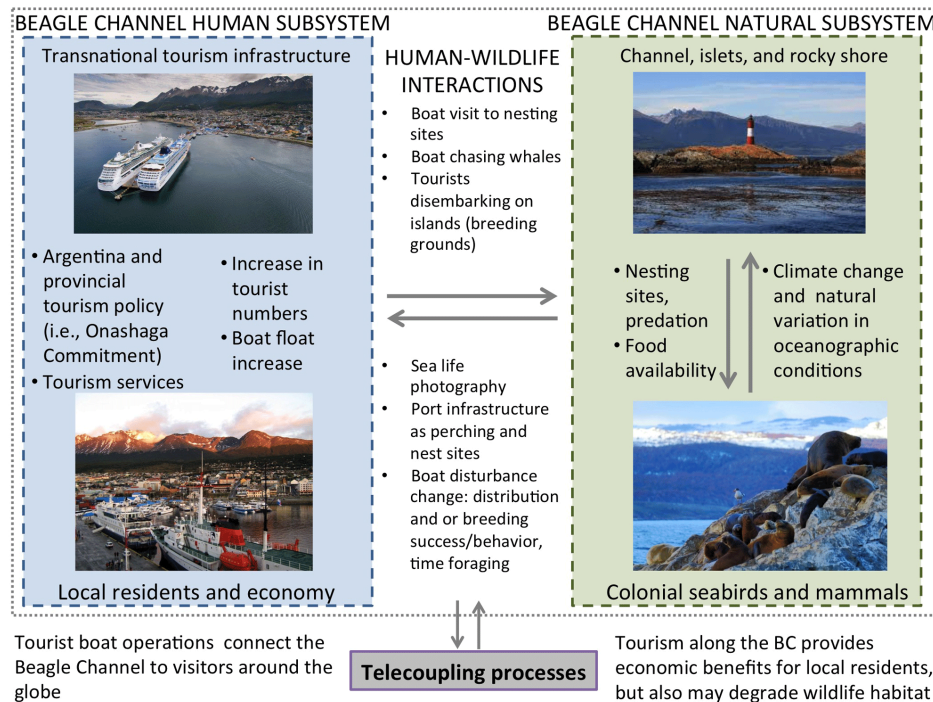 BEAGLE CHANNEL HUMAN SUBSYSTEM
Transnational tourism infrastructure
• Argentina and
provincial
tourism policy
(i.e., Onashaga
Commitment)
• Tourism services
• Increase in
tourist
numbers
• Boat float
increase
Local residents and economy
HUMAN-WILDLIFE
INTERACTIONS
• Boat visit to nesting
sites
• Boat chasing whales
• Tourists
disembarking on
islands (breeding
grounds)
• Sea life
photography
• Port infrastructure
as perching and
nest sites
• Boat disturbance
change: distribution
and or breeding
success/behavior,
time foraging
BEAGLE CHANNEL NATURAL SUBSYSTEM
Channel, islets, and rocky shore
• Nesting
sites,
predation
• Food
availability
• Climate change
and natural
variation in
oceanographic
conditions
Colonial seabirds and mammals
Tourist boat operations connect the
Beagle Channel to visitors around the
globe
Telecoupling processes
Tourism along the BC provides
economic benefits for local residents,
but also may degrade wildlife habitat